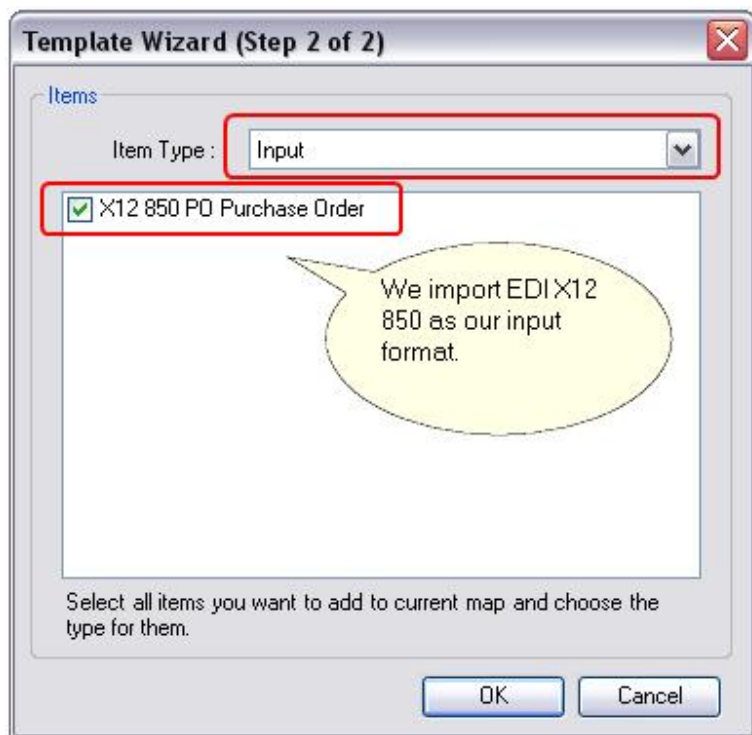 Template Wizard (Step 2 of 2)
Items
Item Type :
Input
X12 850 PO Purchase Order
We import EDI X12
850 as our input
format.
Select all items you want to add to current map and choose the
type for them.
OK
Cancel